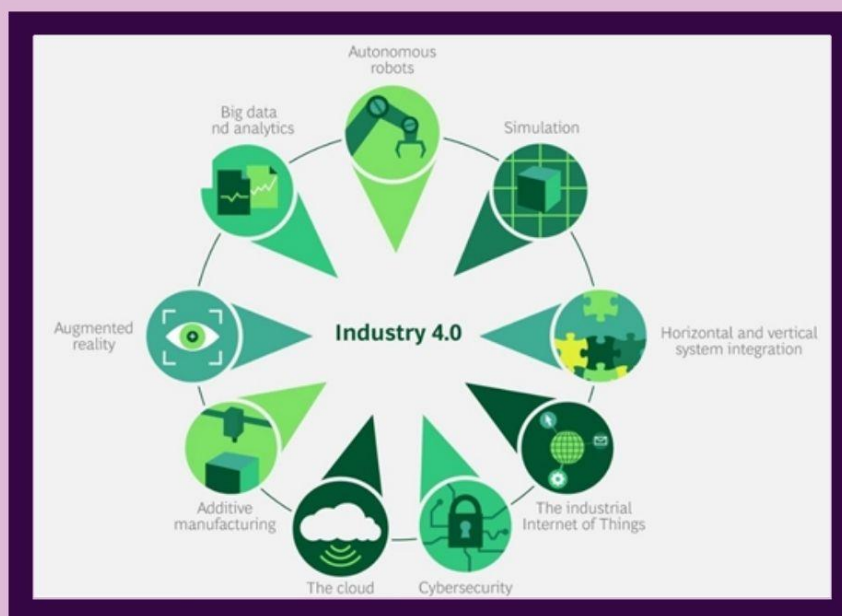 Autonomous
robots
Big data
nd analytics
Simulation
Augmented
reality
Industry 4.0
Horizontal and vertical
system integration
Additive
manufacturing
The industrial
Internet of Things
The cloud
Cybersecurity